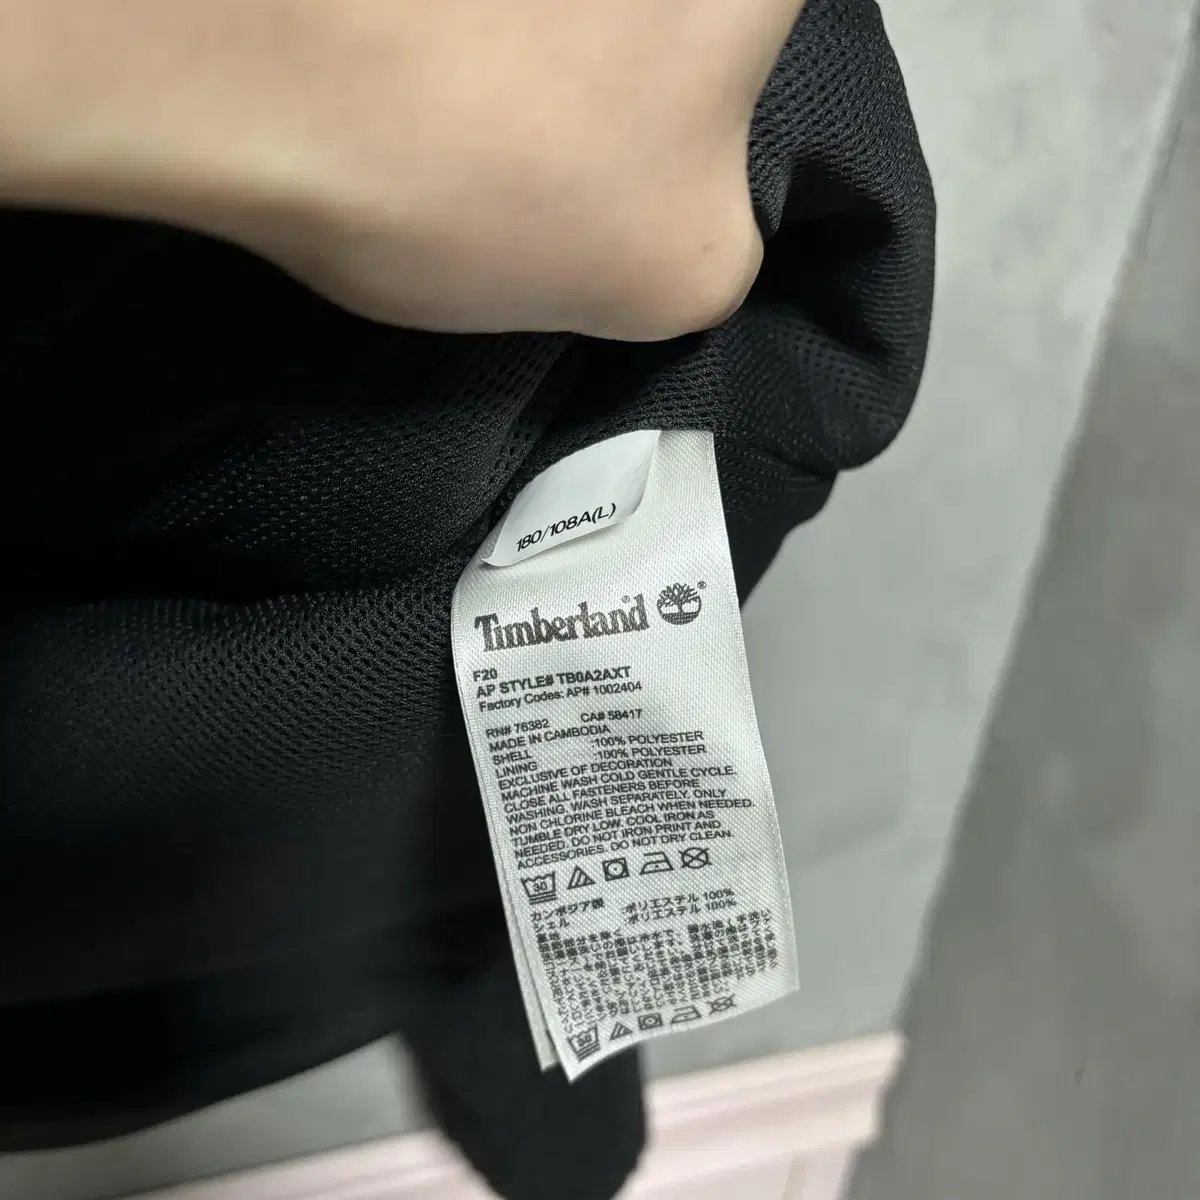 180/108A(L)
Timberland ®
F20
AP STYLE# TB0A2AXT
Factory Codes: AP# 1002404
RN# 76382 CA# 58417
MADE IN CAMBODIA
SHELL :100% POLYESTER
LINING :100% POLYESTER
EXCLUSIVE OF DECORATION
MACHINE WASH COLD GENTLE CYCLE.
CLOSE ALL FASTENERS BEFORE
WASHING. WASH SEPARATELY. ONLY
NON CHLORINE BLEACH WHEN NEEDED.
TUMBLE DRY LOW. COOL IRON AS
NEEDED. DO NOT IRON PRINT AND
ACCESSORIES. DO NOT DRY CLEAN.
30
カンボジア製
シェル ポリエステル 100%
裏地 ポリエステル 100%
30